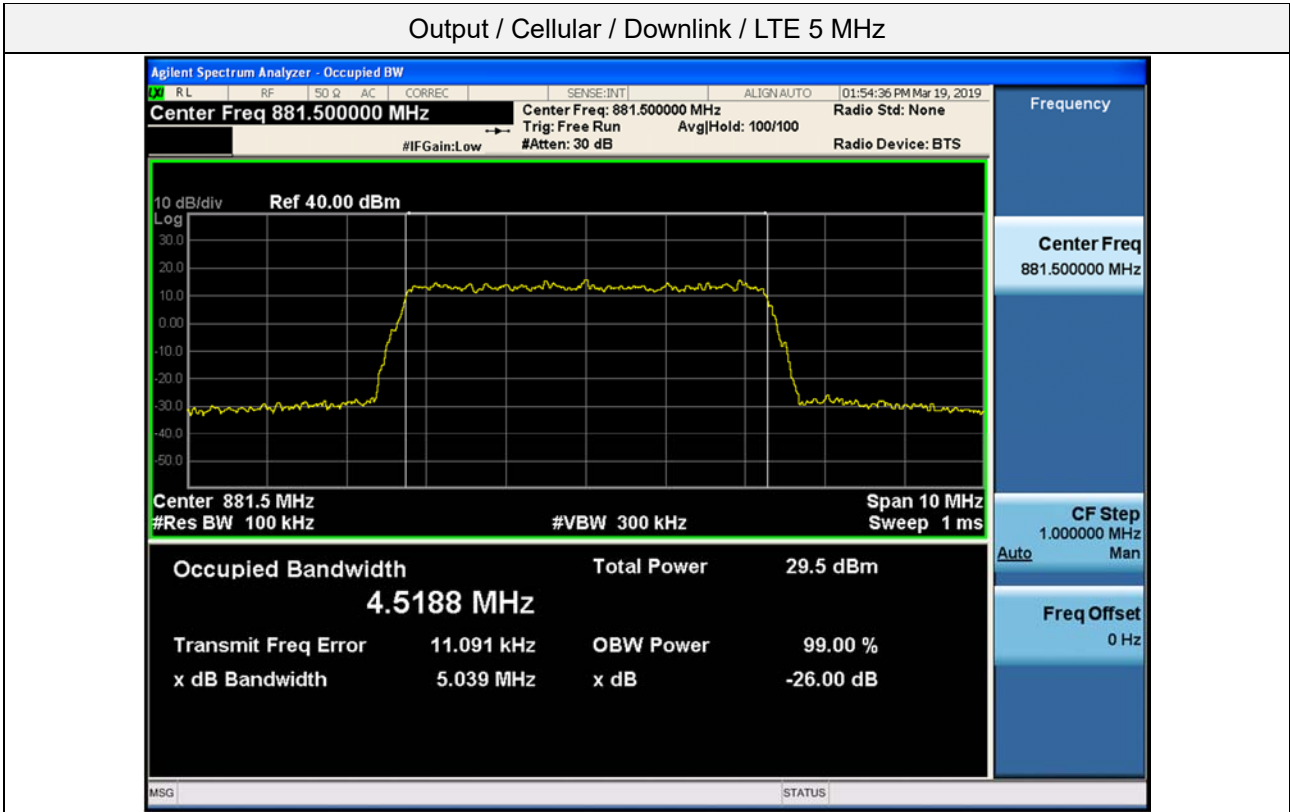 Output / Cellular / Downlink / LTE 5 MHz
Agilent Spectrum Analyzer - Occupied BW
LXI RL RF 50 Ω AC CORREC SENSE:INT ALIGN AUTO 01:54:36 PM Mar 19, 2019
Center Freq 881.500000 MHz
Center Freq: 881.500000 MHz Radio Std: None
Trig: Free Run Avg|Hold: 100/100
#IFGain:Low #Atten: 30 dB Radio Device: BTS
Frequency
10 dB/div Ref 40.00 dBm
Log
30.0
20.0
10.0
0.00
-10.0
-20.0
-30.0
-40.0
-50.0
Center 881.5 MHz Span 10 MHz
#Res BW 100 kHz #VBW 300 kHz Sweep 1 ms
Occupied Bandwidth Total Power 29.5 dBm
4.5188 MHz
Transmit Freq Error 11.091 kHz OBW Power 99.00 %
x dB Bandwidth 5.039 MHz x dB -26.00 dB
Center Freq
881.500000 MHz
CF Step
1.000000 MHz
Auto Man
Freq Offset
0 Hz
MSG STATUS